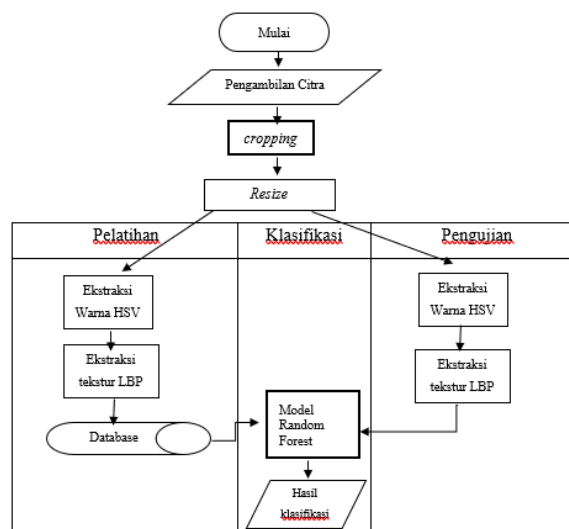 Mulai
Pengambilan Citra
cropping
Resize
Pelatihan
Klasifikasi
Pengujian
Ekstraksi
Warna HSV
Ekstraksi
tekstur LBP
Database
Ekstraksi
Warna HSV
Ekstraksi
tekstur LBP
Model
Random
Forest
Hasil
klasifikasi